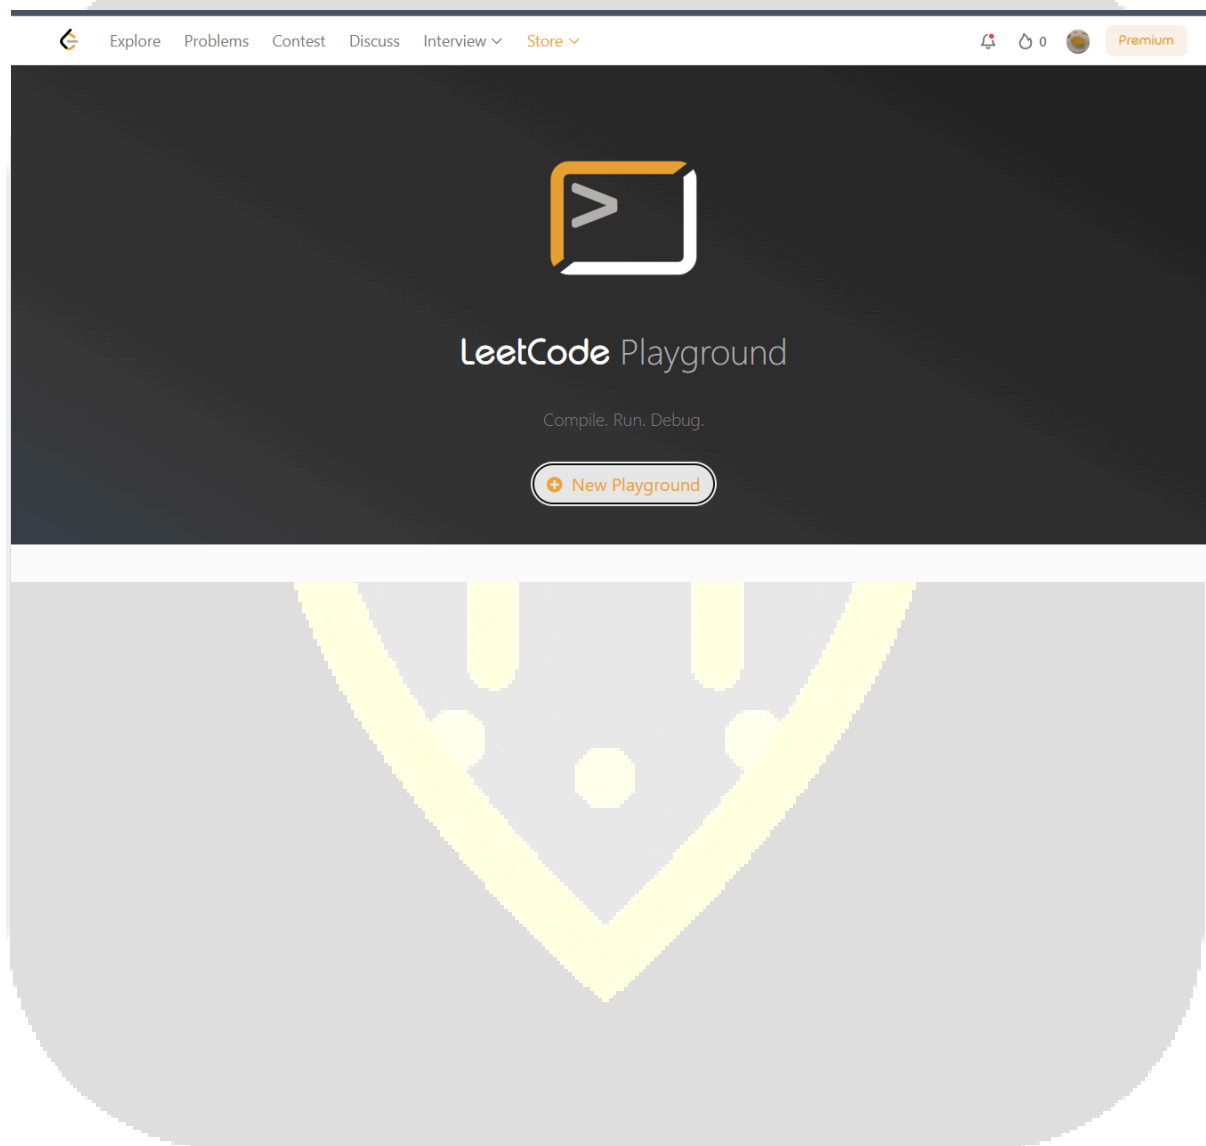 Explore Problems Contest Discuss Interview Store 0 Premium
LeetCode Playground
Compile. Run. Debug.
New Playground